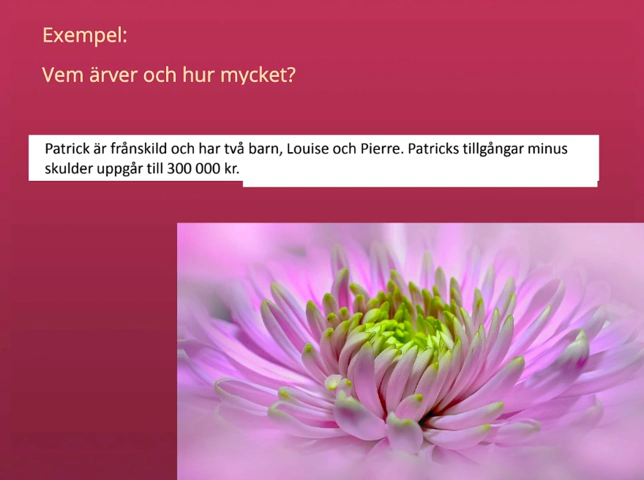 Exempel:
Vem ärver och hur mycket?
Patrick är frånskild och har två barn, Louise och Pierre. Patricks tillgångar minus
skulder uppgår till 300 000 kr.